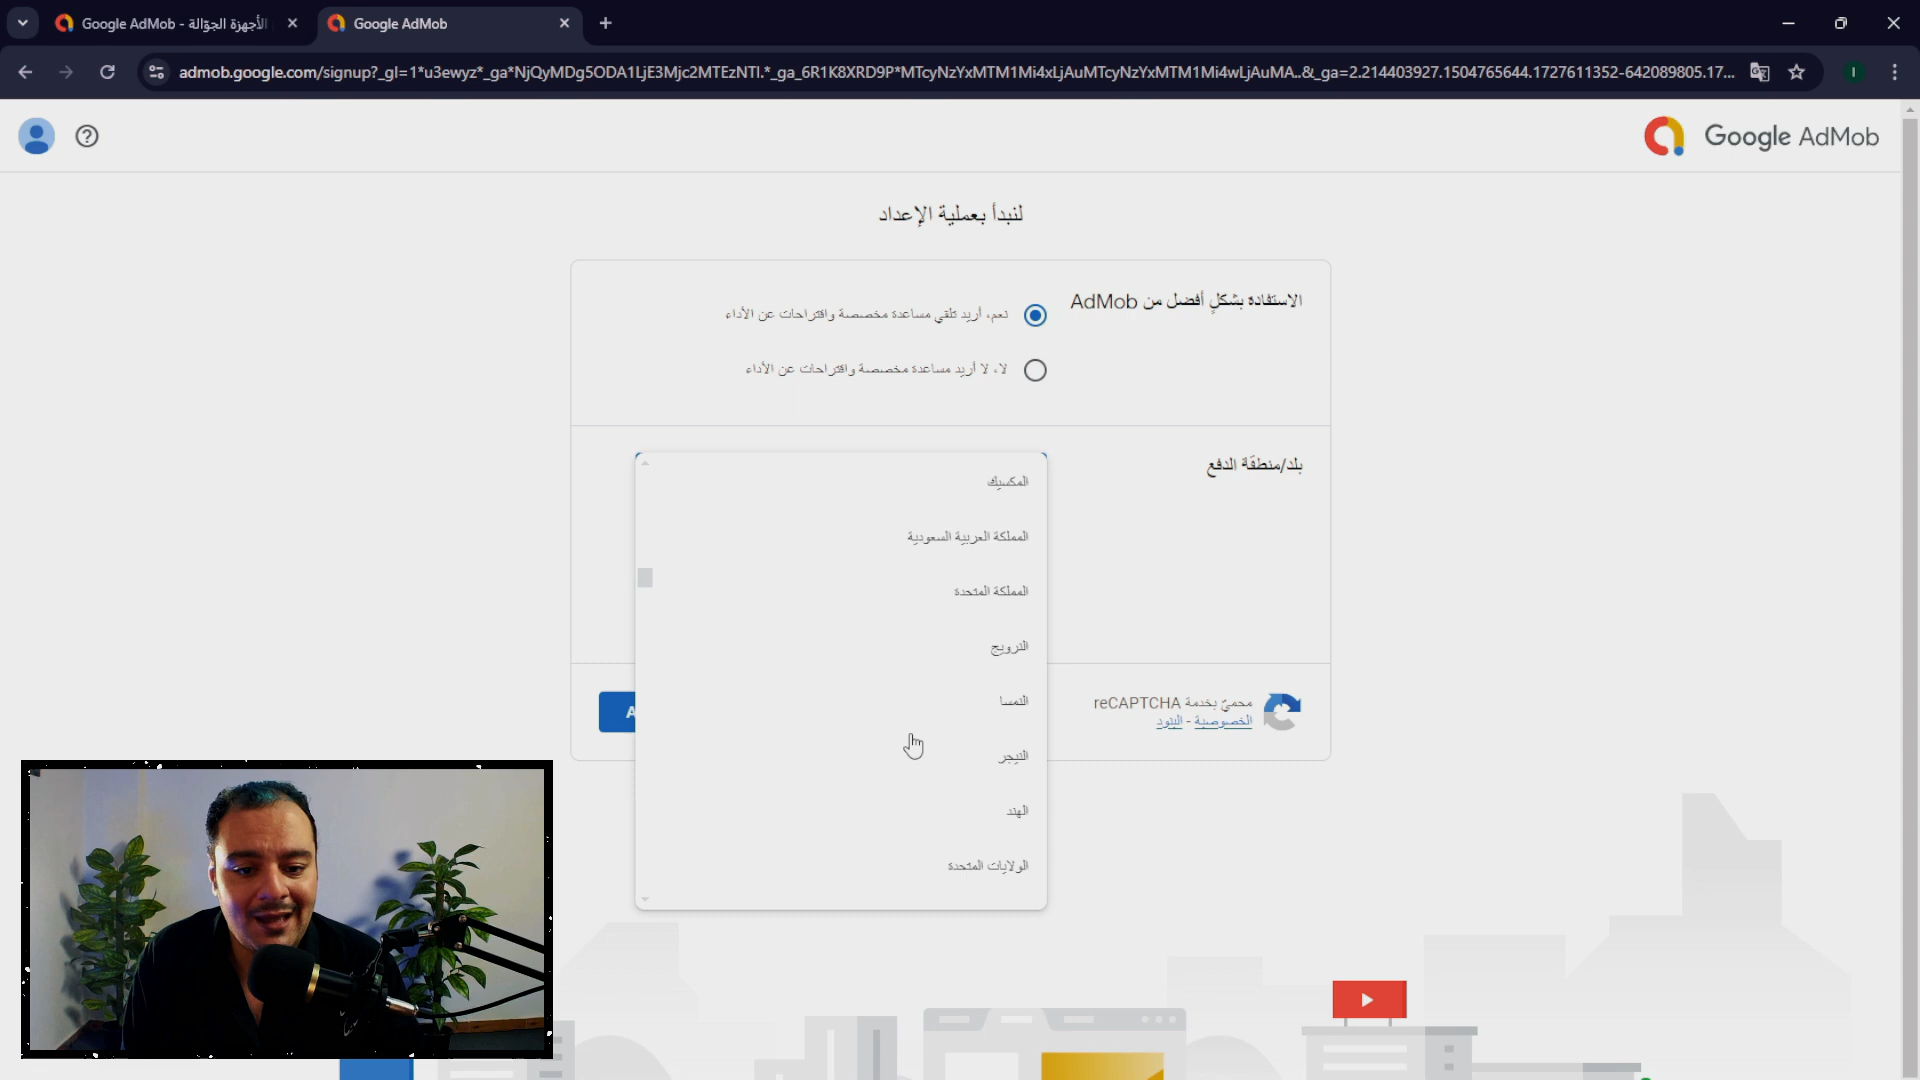 Google AdMob - الأجهزة الجوّالة
Google AdMob
admob.google.com/signup?_gl=1*u3ewyz*_ga*NjQyMDg5ODA1LjE3Mjc2MTEzNTI.*_ga_6R1K8XRD9P*MTcyNzYxMTM1Mi4xLjAuMTcyNzYxMTM1Mi4wLjAuMA..&_ga=2.214403927.1504765644.1727611352-642089805.17...
I
Google AdMob
لنبدأ بعملية الإعداد
الاستفادة بشكلٍ أفضل من AdMob
نعم، أريد تلقي مساعدة مخصصة واقتراحات عن الأداء
لا، لا أريد مساعدة مخصصة واقتراحات عن الأداء
بلد/منطقة الدفع
المكسيك
المملكة العربية السعودية
المملكة المتحدة
النرويج
النمسا
النيجر
الهند
الولايات المتحدة
محميٌ بخدمة reCAPTCHA
الخصوصية - البنود